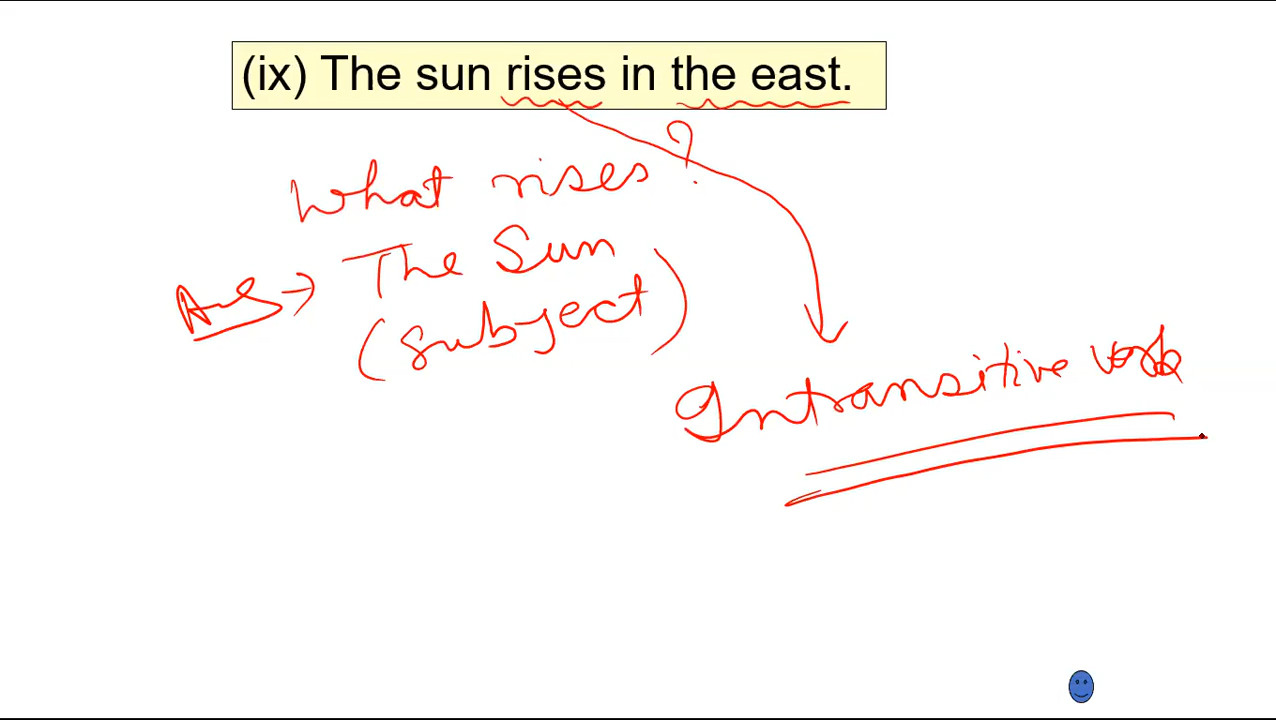 (ix) The sun rises in the east.
What rises?
Ans → The Sun
(subject)
Intransitive verb